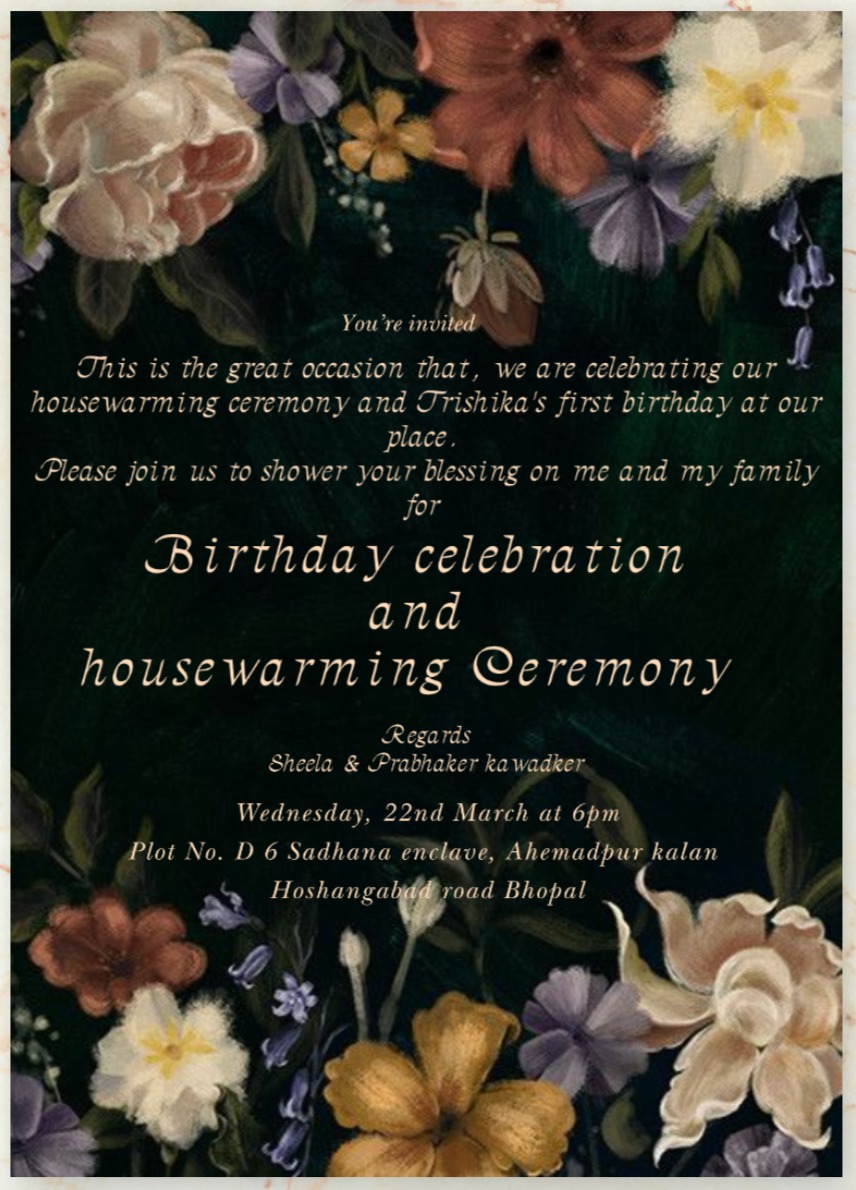 You're invited
This is the great occasion that, we are celebrating our
housewarming ceremony and Trishika's first birthday at our
place.
Please join us to shower your blessing on me and my family
for
Birthday celebration
and
housewarming Ceremony
Regards
Sheela & Prabhaker kawadker
Wednesday, 22nd March at 6pm
Plot No. D 6 Sadhana enclave, Ahemadpur kalan
Hoshangabad road Bhopal